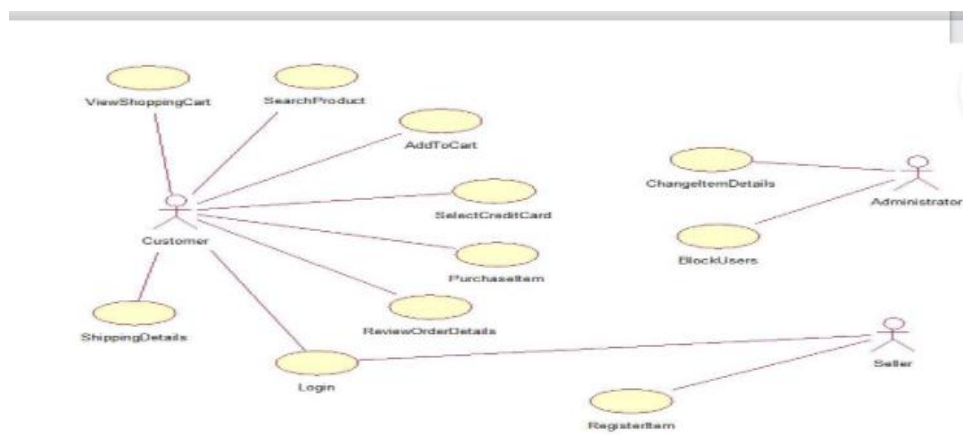 ViewShoppingCart
SearchProduct
AddToCart
ChangeItemDetails
Administrator
SelectCreditCard
Customer
BlockUsers
PurchaseItem
ReviewOrderDetails
ShippingDetails
Seller
Login
RegisterItem